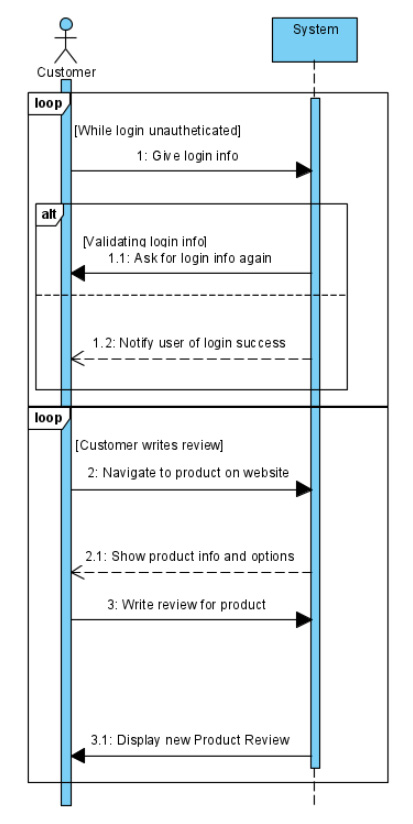 System
Customer
loop
[While login unautheticated]
1: Give login info
alt
[Validating login info]
1.1: Ask for login info again
1.2: Notify user of login success
loop
[Customer writes review]
2: Navigate to product on website
2.1: Show product info and options
3: Write review for product
3.1: Display new Product Review